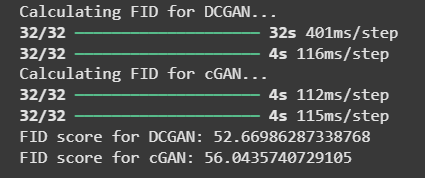 Calculating FID for DCGAN...
32/32 ━━━━━━━━━━━━━━━━━━━━ 32s 401ms/step
32/32 ━━━━━━━━━━━━━━━━━━━━ 4s 116ms/step
Calculating FID for cGAN...
32/32 ━━━━━━━━━━━━━━━━━━━━ 4s 112ms/step
32/32 ━━━━━━━━━━━━━━━━━━━━ 4s 115ms/step
FID score for DCGAN: 52.66986287338768
FID score for cGAN: 56.0435740729105